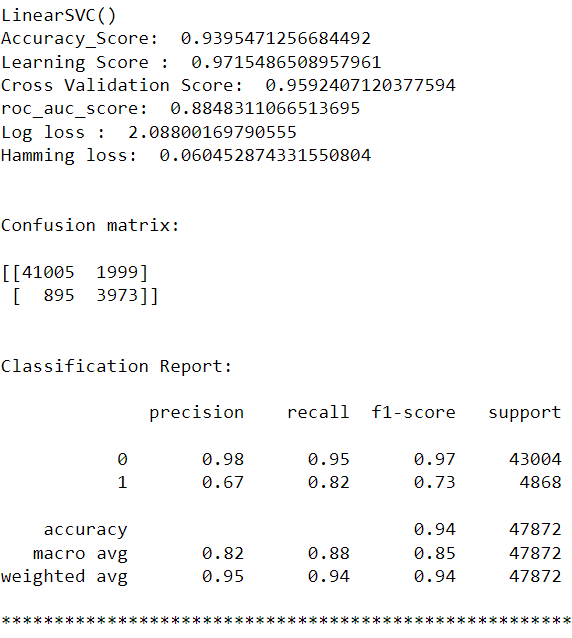 LinearSVC()
Accuracy_Score:  0.9395471256684492
Learning Score :  0.9715486508957961
Cross Validation Score:  0.9592407120377594
roc_auc_score:  0.8848311066513695
Log loss :  2.08800169790555
Hamming loss:  0.060452874331550804
Confusion matrix:
[[41005  1999]
 [  895  3973]]
Classification Report:
              precision    recall  f1-score   support
           0       0.98      0.95      0.97     43004
           1       0.67      0.82      0.73      4868
    accuracy                           0.94     47872
   macro avg       0.82      0.88      0.85     47872
weighted avg       0.95      0.94      0.94     47872
******************************************************